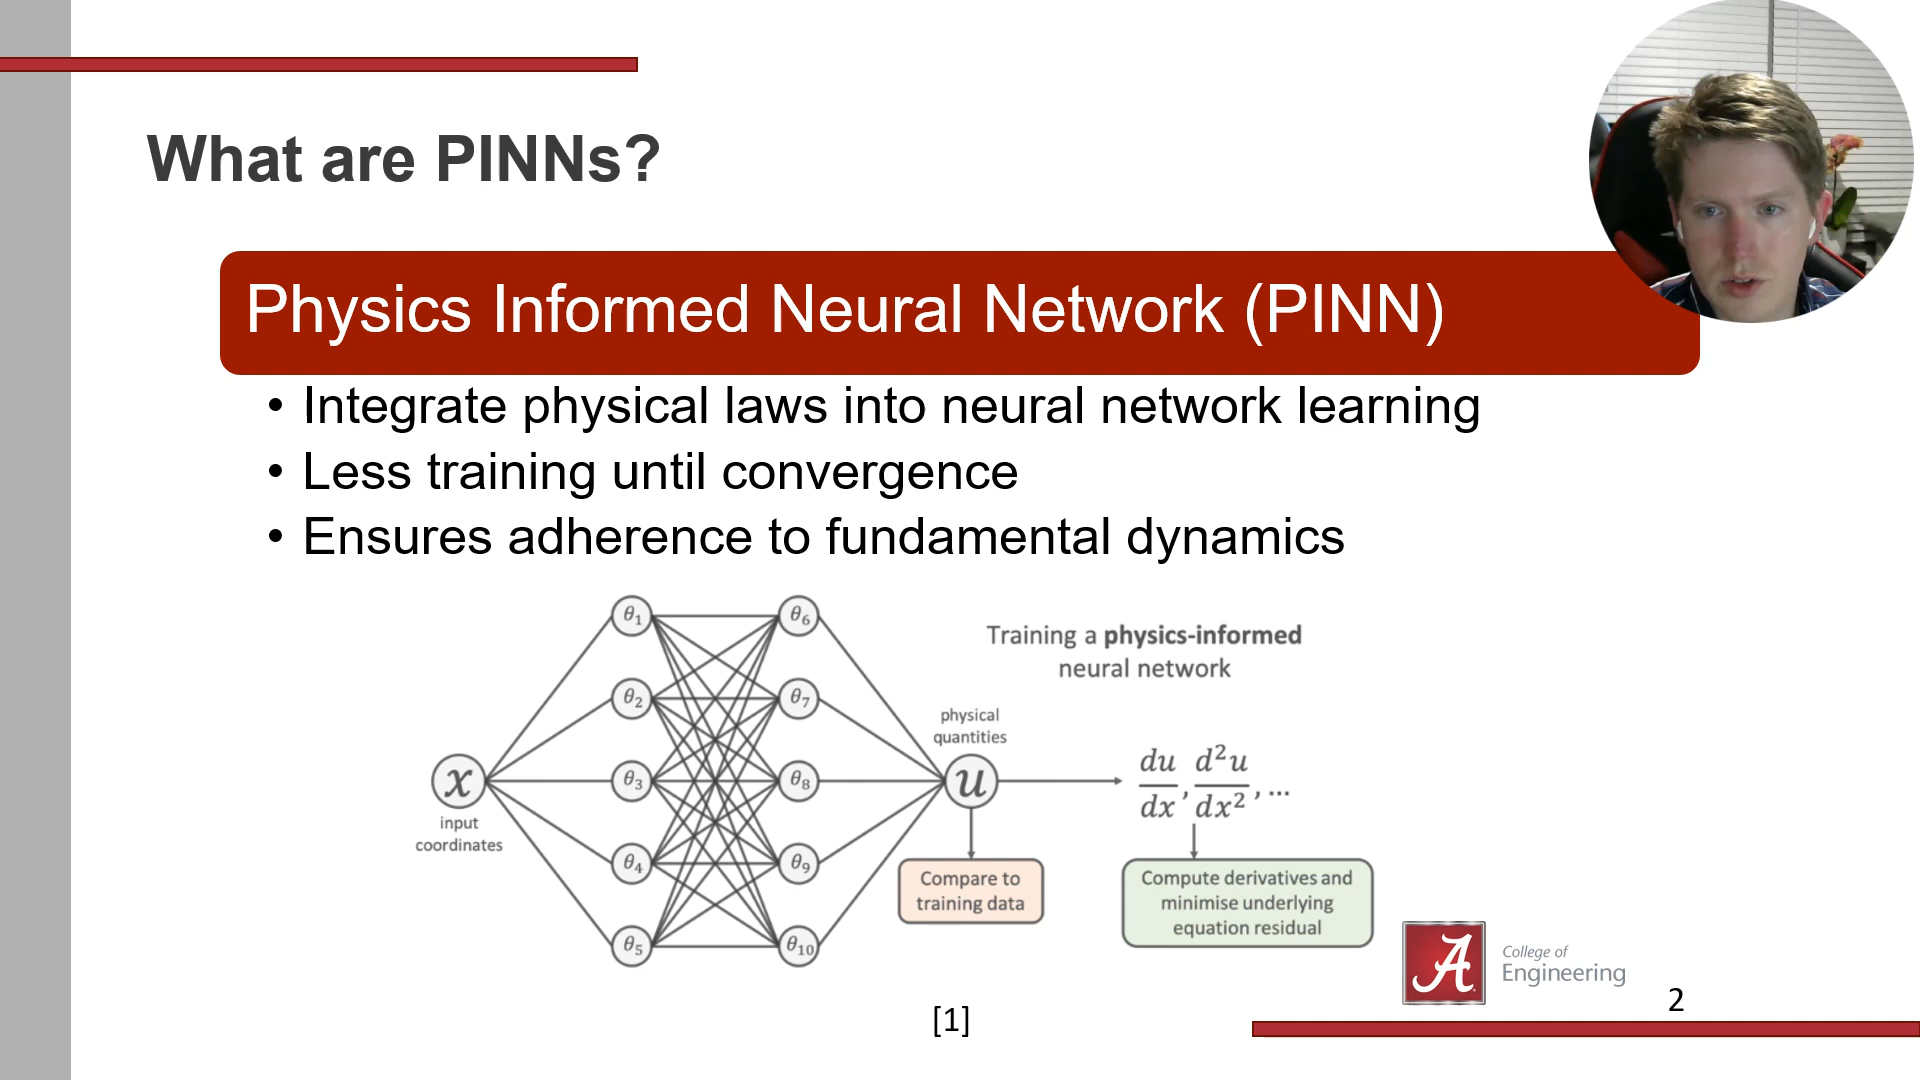 What are PINNs?
Physics Informed Neural Network (PINN)
• Integrate physical laws into neural network learning
• Less training until convergence
• Ensures adherence to fundamental dynamics
θ1
θ6
θ2
θ7
θ3
θ8
θ4
θ9
θ5
θ10
x
input
coordinates
physical
quantities
u
Training a physics-informed
neural network
du/dx, d²u/dx², ...
Compare to
training data
Compute derivatives and
minimise underlying
equation residual
[1]
A
College of
Engineering
2